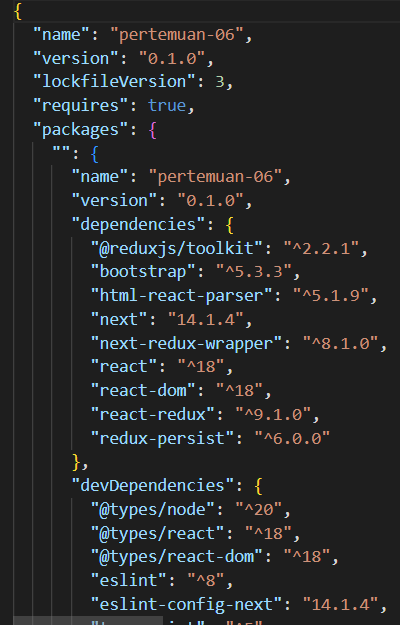 {
"name": "pertemuan-06",
"version": "0.1.0",
"lockfileVersion": 3,
"requires": true,
"packages": {
"": {
"name": "pertemuan-06",
"version": "0.1.0",
"dependencies": {
"@reduxjs/toolkit": "^2.2.1",
"bootstrap": "^5.3.3",
"html-react-parser": "^5.1.9",
"next": "14.1.4",
"next-redux-wrapper": "^8.1.0",
"react": "^18",
"react-dom": "^18",
"react-redux": "^9.1.0",
"redux-persist": "^6.0.0"
},
"devDependencies": {
"@types/node": "^20",
"@types/react": "^18",
"@types/react-dom": "^18",
"eslint": "^8",
"eslint-config-next": "14.1.4",